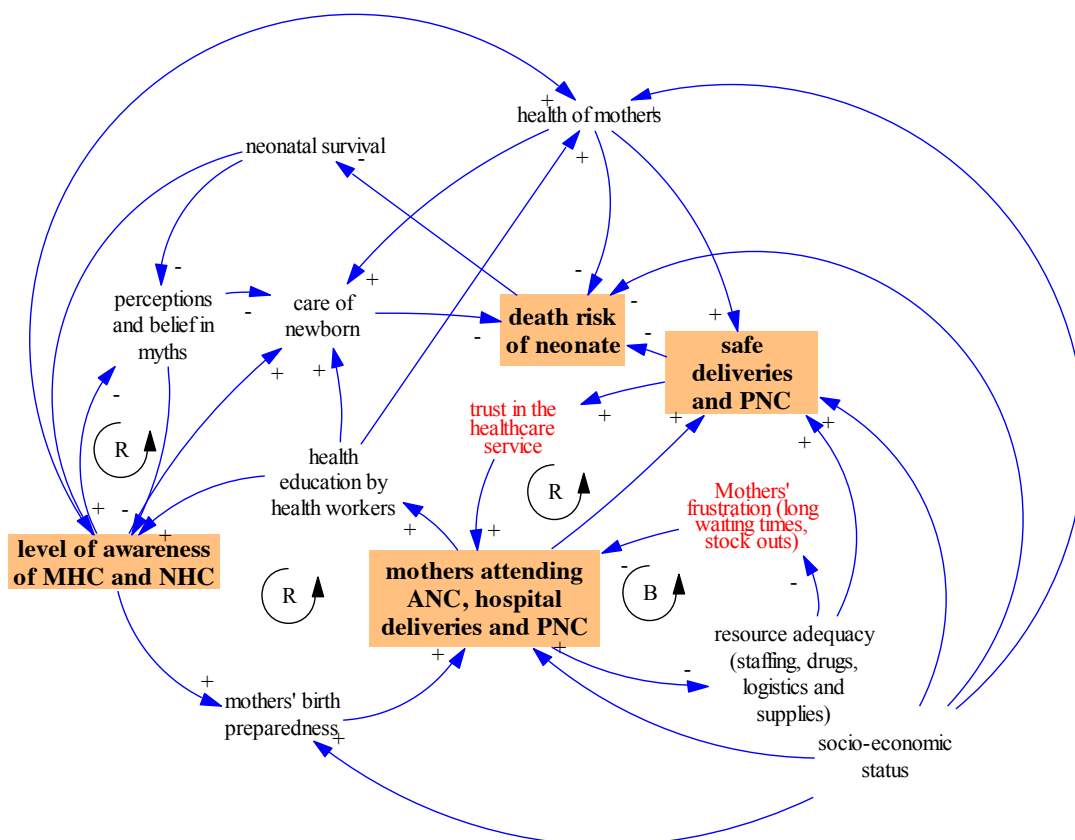 +
+
health of mothers
neonatal survival
-
+
-
+
-
-
perceptions
and belief in
myths
-
care of
newborn
death risk
of neonate
-
-
+
safe
deliveries
and PNC
-
+
+
-
R
trust in the
healthcare
service
+
+
+
+
health
education by
health workers
R
Mothers'
frustration (long
waiting times,
stock outs)
+
-
+
+
+
level of awareness
of MHC and NHC
R
mothers attending
ANC, hospital
deliveries and PNC
-
B
-
resource adequacy
(staffing, drugs,
logistics and
supplies)
+
+
-
+
mothers' birth
preparedness
+
socio-economic
status